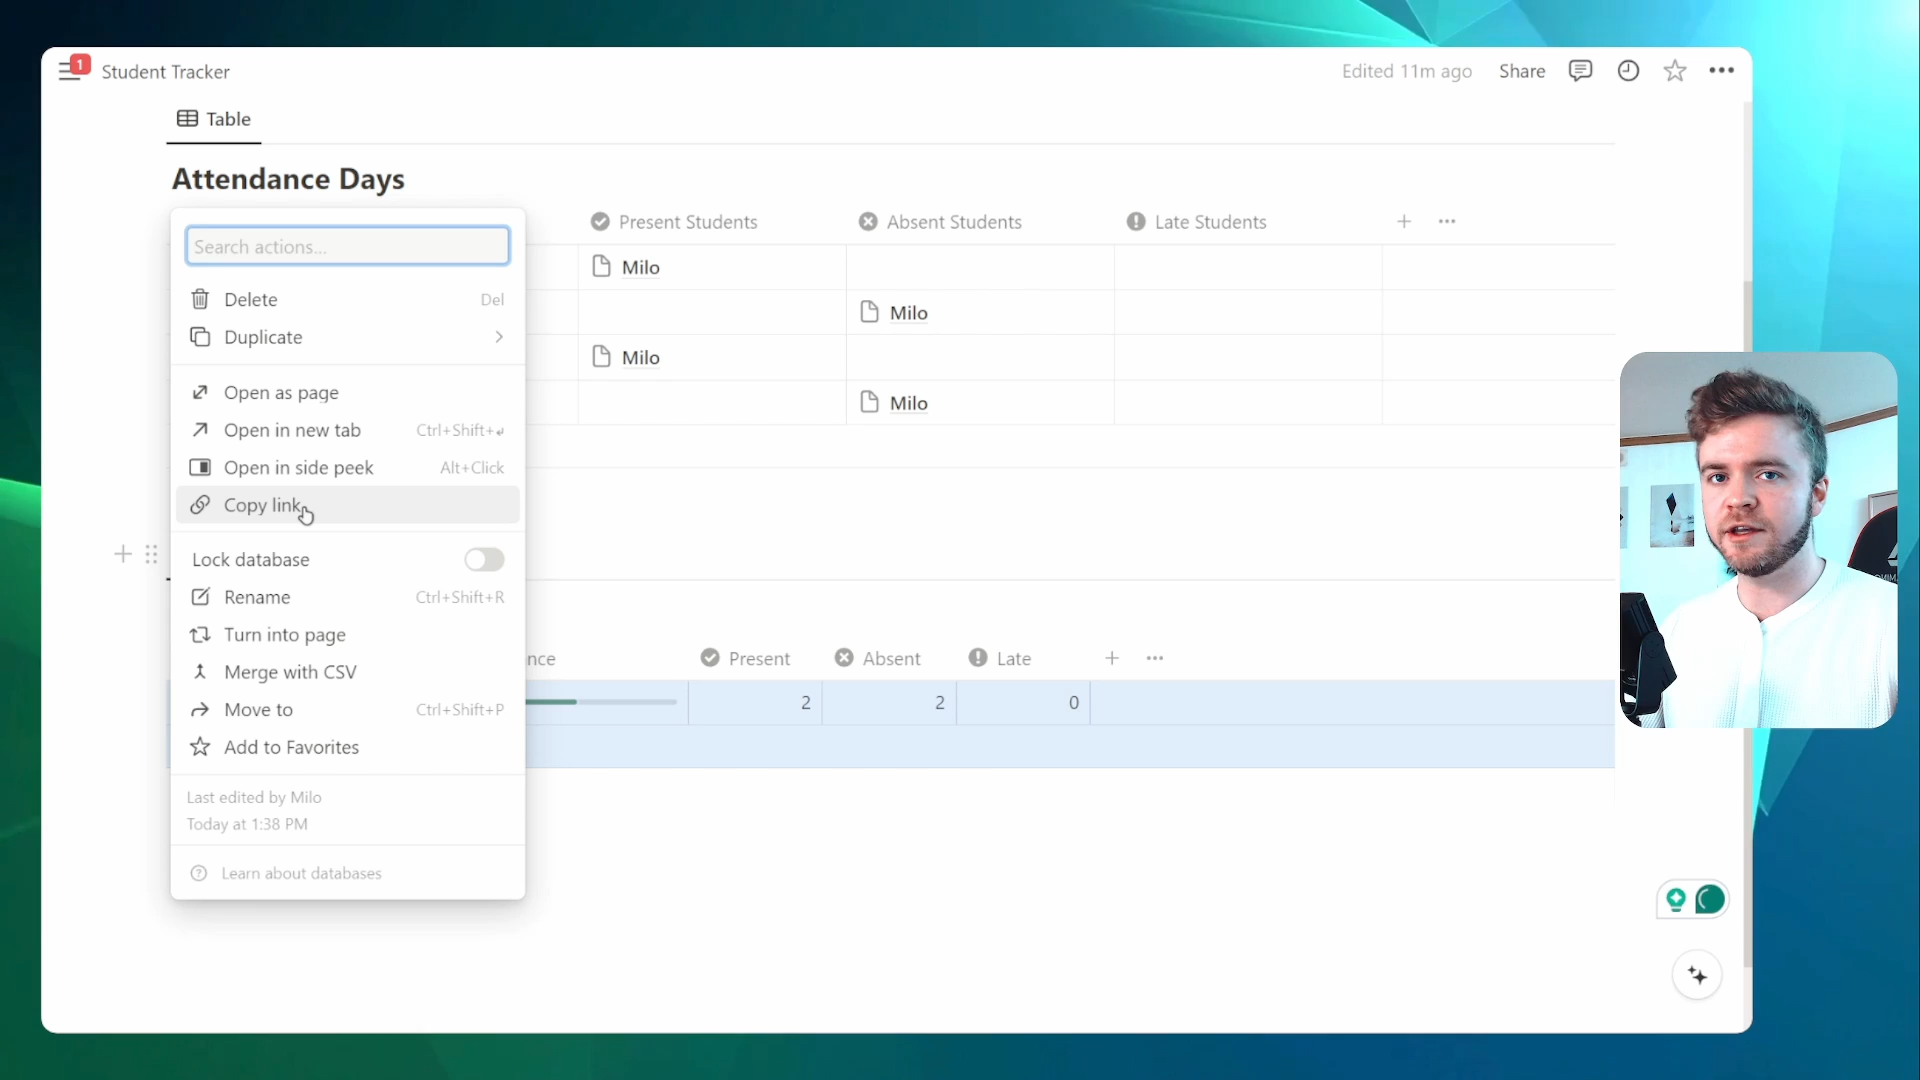 1
Student Tracker
Edited 11m ago
Share
Table
Attendance Days
Search actions...
Present Students
Absent Students
Late Students
Milo
Delete Del
Milo
Duplicate
Milo
Open as page
Milo
Open in new tab Ctrl+Shift+↵
Open in side peek Alt+Click
Copy link
Lock database
Rename Ctrl+Shift+R
Turn into page
nce
Present
Absent
Late
Merge with CSV
Move to Ctrl+Shift+P
2
2
0
Add to Favorites
Last edited by Milo
Today at 1:38 PM
Learn about databases